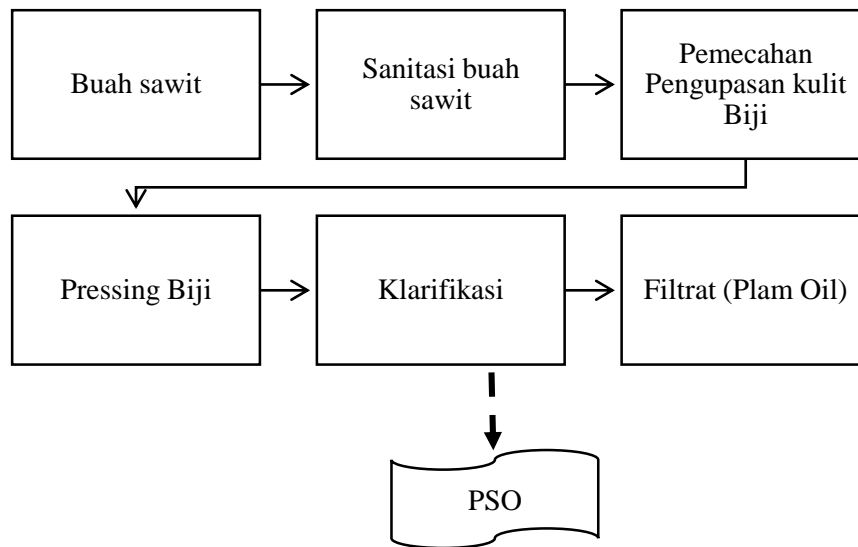 Buah sawit
Sanitasi buah
sawit
Pemecahan
Pengupasan kulit
Biji
Pressing Biji
Klarifikasi
Filtrat (Plam Oil)
PSO